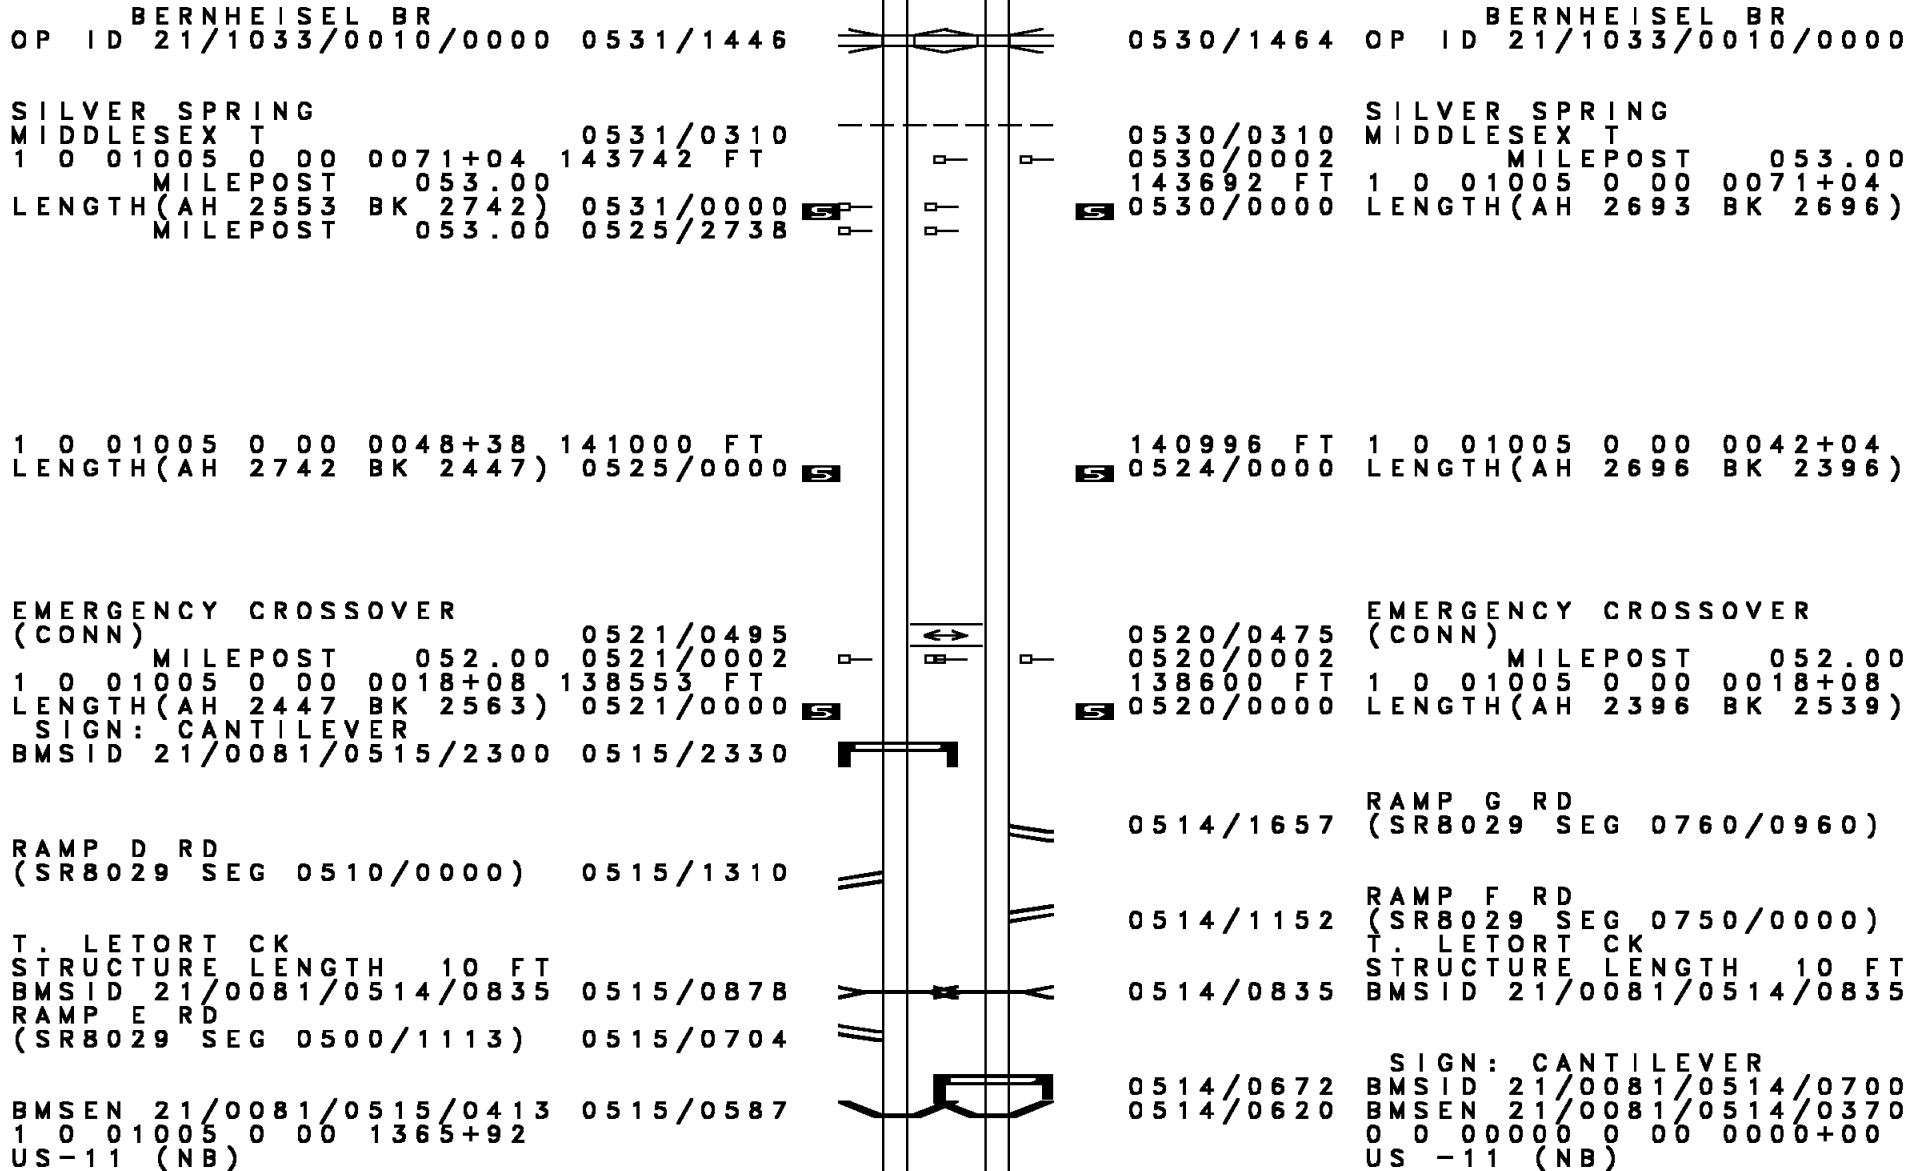 BERNHEISEL BR
OP ID 21/1033/0010/0000 0531/1446
SILVER SPRING
MIDDLESEX T 0531/0310
1 0 01005 0 00 0071+04 143742 FT
MILEPOST 053.00
LENGTH(AH 2553 BK 2742) 0531/0000 S
MILEPOST 053.00 0525/2738
1 0 01005 0 00 0048+38 141000 FT
LENGTH(AH 2742 BK 2447) 0525/0000 S
EMERGENCY CROSSOVER
(CONN) 0521/0495
MILEPOST 052.00 0521/0002
1 0 01005 0 00 0018+08 138553 FT
LENGTH(AH 2447 BK 2563) 0521/0000 S
SIGN: CANTILEVER
BMSID 21/0081/0515/2300 0515/2330
RAMP D RD
(SR8029 SEG 0510/0000) 0515/1310
T. LETORT CK
STRUCTURE LENGTH 10 FT
BMSID 21/0081/0514/0835 0515/0878
RAMP E RD
(SR8029 SEG 0500/1113) 0515/0704
BMSEN 21/0081/0515/0413 0515/0587
1 0 01005 0 00 1365+92
US-11 (NB)
BERNHEISEL BR
0530/1464 OP ID 21/1033/0010/0000
SILVER SPRING
0530/0310 MIDDLESEX T
0530/0002 MILEPOST 053.00
143692 FT 1 0 01005 0 00 0071+04
S 0530/0000 LENGTH(AH 2693 BK 2696)
140996 FT 1 0 01005 0 00 0042+04
S 0524/0000 LENGTH(AH 2696 BK 2396)
EMERGENCY CROSSOVER
0520/0475 (CONN)
0520/0002 MILEPOST 052.00
138600 FT 1 0 01005 0 00 0018+08
S 0520/0000 LENGTH(AH 2396 BK 2539)
RAMP G RD
0514/1657 (SR8029 SEG 0760/0960)
RAMP F RD
0514/1152 (SR8029 SEG 0750/0000)
T. LETORT CK
STRUCTURE LENGTH 10 FT
0514/0835 BMSID 21/0081/0514/0835
SIGN: CANTILEVER
0514/0672 BMSID 21/0081/0514/0700
0514/0620 BMSEN 21/0081/0514/0370
0 0 00000 0 00 0000+00
US -11 (NB)